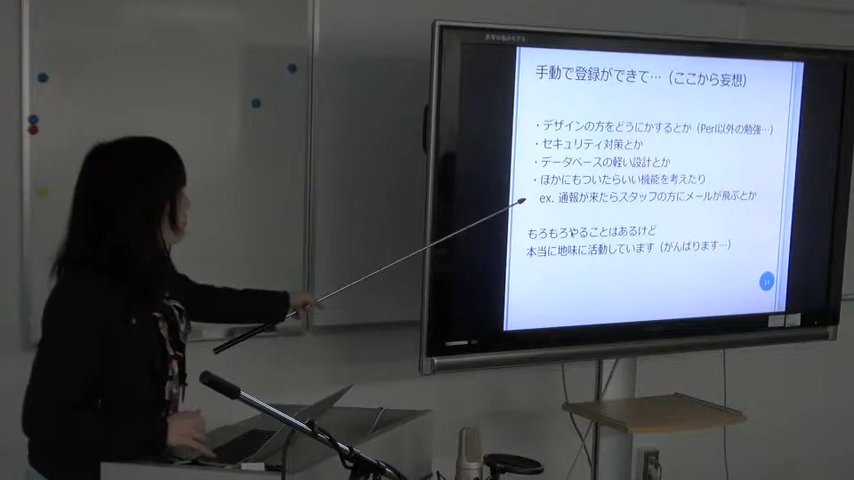 手動で登録ができて…（ここから妄想）
・デザインの方をどうにかするとか（Perl以外の勉強…）
・セキュリティ対策とか
・データベースの軽い設計とか
・ほかにもついたらいい機能を考えたり
ex. 通報が来たらスタッフの方にメールが飛ぶとか
もろもろやることはあるけど
本当に地味に活動しています（がんばります…）